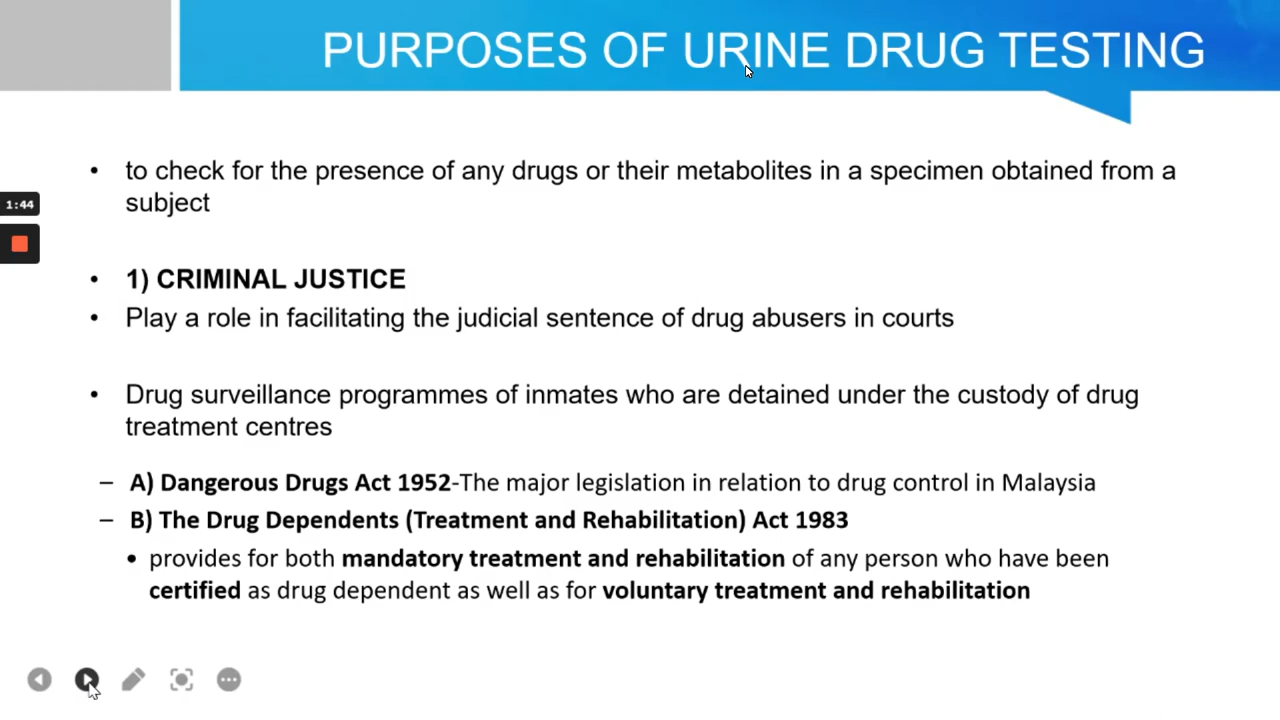 PURPOSES OF URINE DRUG TESTING
• to check for the presence of any drugs or their metabolites in a specimen obtained from a
subject
1:44
• 1) CRIMINAL JUSTICE
• Play a role in facilitating the judicial sentence of drug abusers in courts
• Drug surveillance programmes of inmates who are detained under the custody of drug
treatment centres
– A) Dangerous Drugs Act 1952-The major legislation in relation to drug control in Malaysia
– B) The Drug Dependents (Treatment and Rehabilitation) Act 1983
• provides for both mandatory treatment and rehabilitation of any person who have been
certified as drug dependent as well as for voluntary treatment and rehabilitation